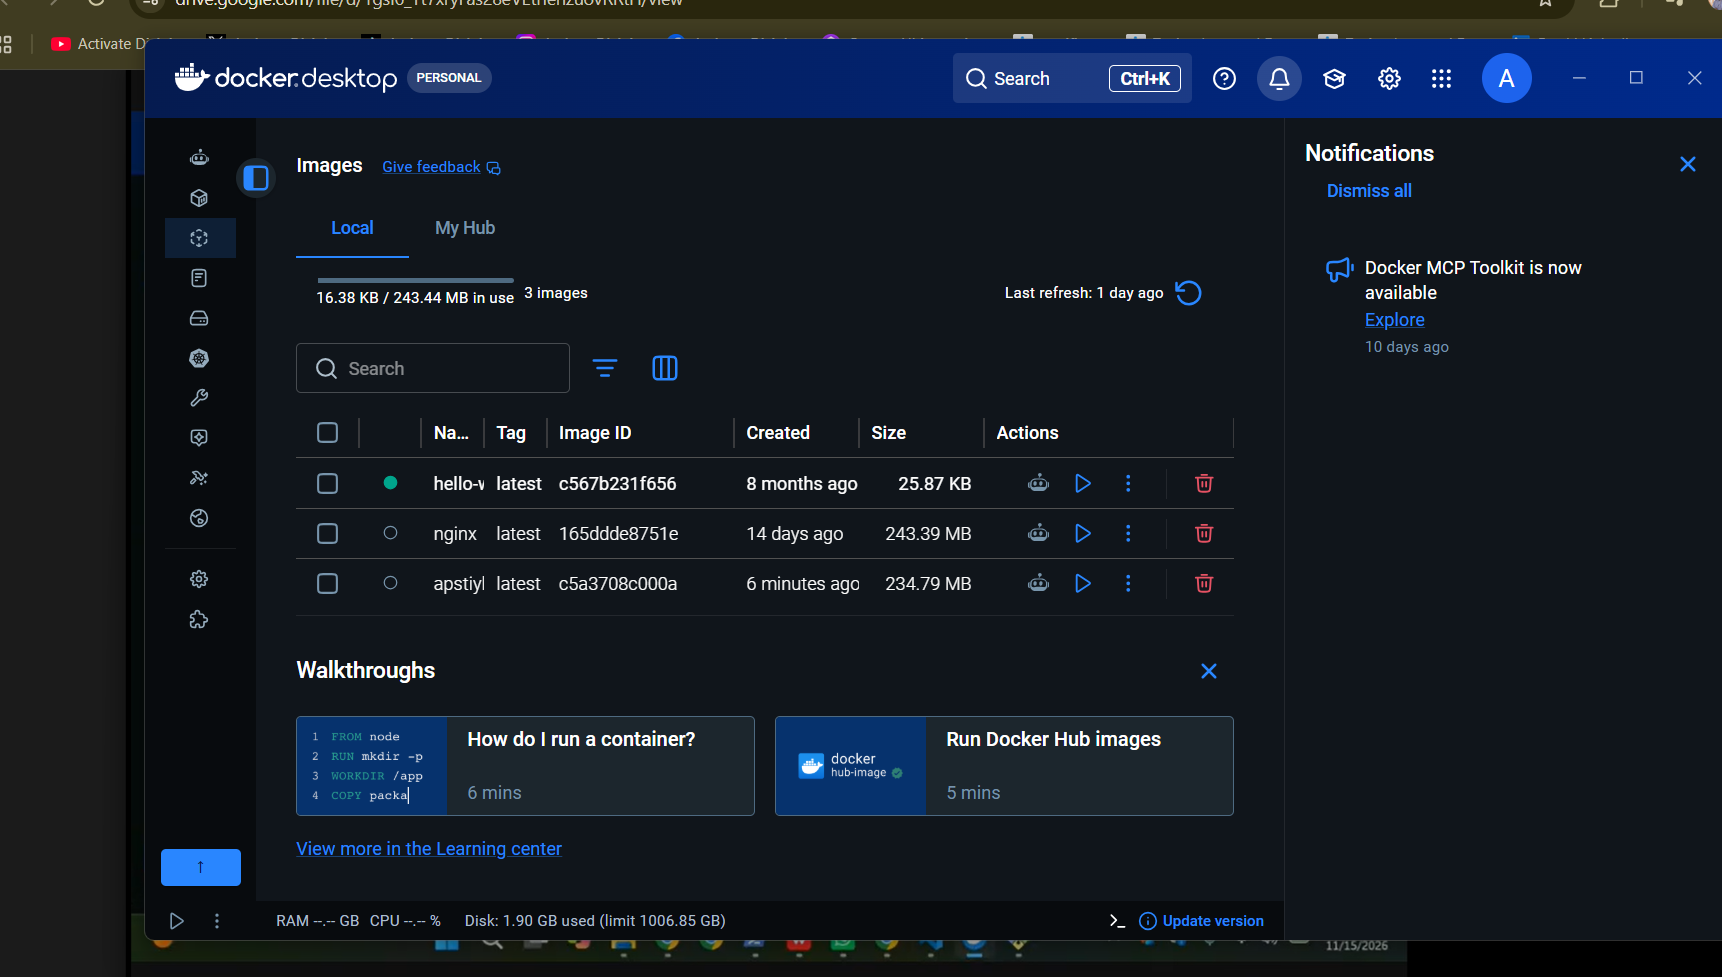 Activate Di
docker.desktop PERSONAL
Search Ctrl+K
A
Images Give feedback
Local My Hub
16.38 KB / 243.44 MB in use 3 images
Last refresh: 1 day ago
Search
Na... Tag Image ID Created Size Actions
hello-w latest c567b231f656 8 months ago 25.87 KB
nginx latest 165ddde8751e 14 days ago 243.39 MB
apstiyl latest c5a3708c000a 6 minutes ago 234.79 MB
Walkthroughs
1 FROM node
2 RUN mkdir -p
3 WORKDIR /app
4 COPY packa
How do I run a container?
6 mins
docker
hub-image
Run Docker Hub images
5 mins
View more in the Learning center
RAM --.-- GB CPU --.-- % Disk: 1.90 GB used (limit 1006.85 GB)
Update version
Notifications
Dismiss all
Docker MCP Toolkit is now
available
Explore
10 days ago
11/15/2026